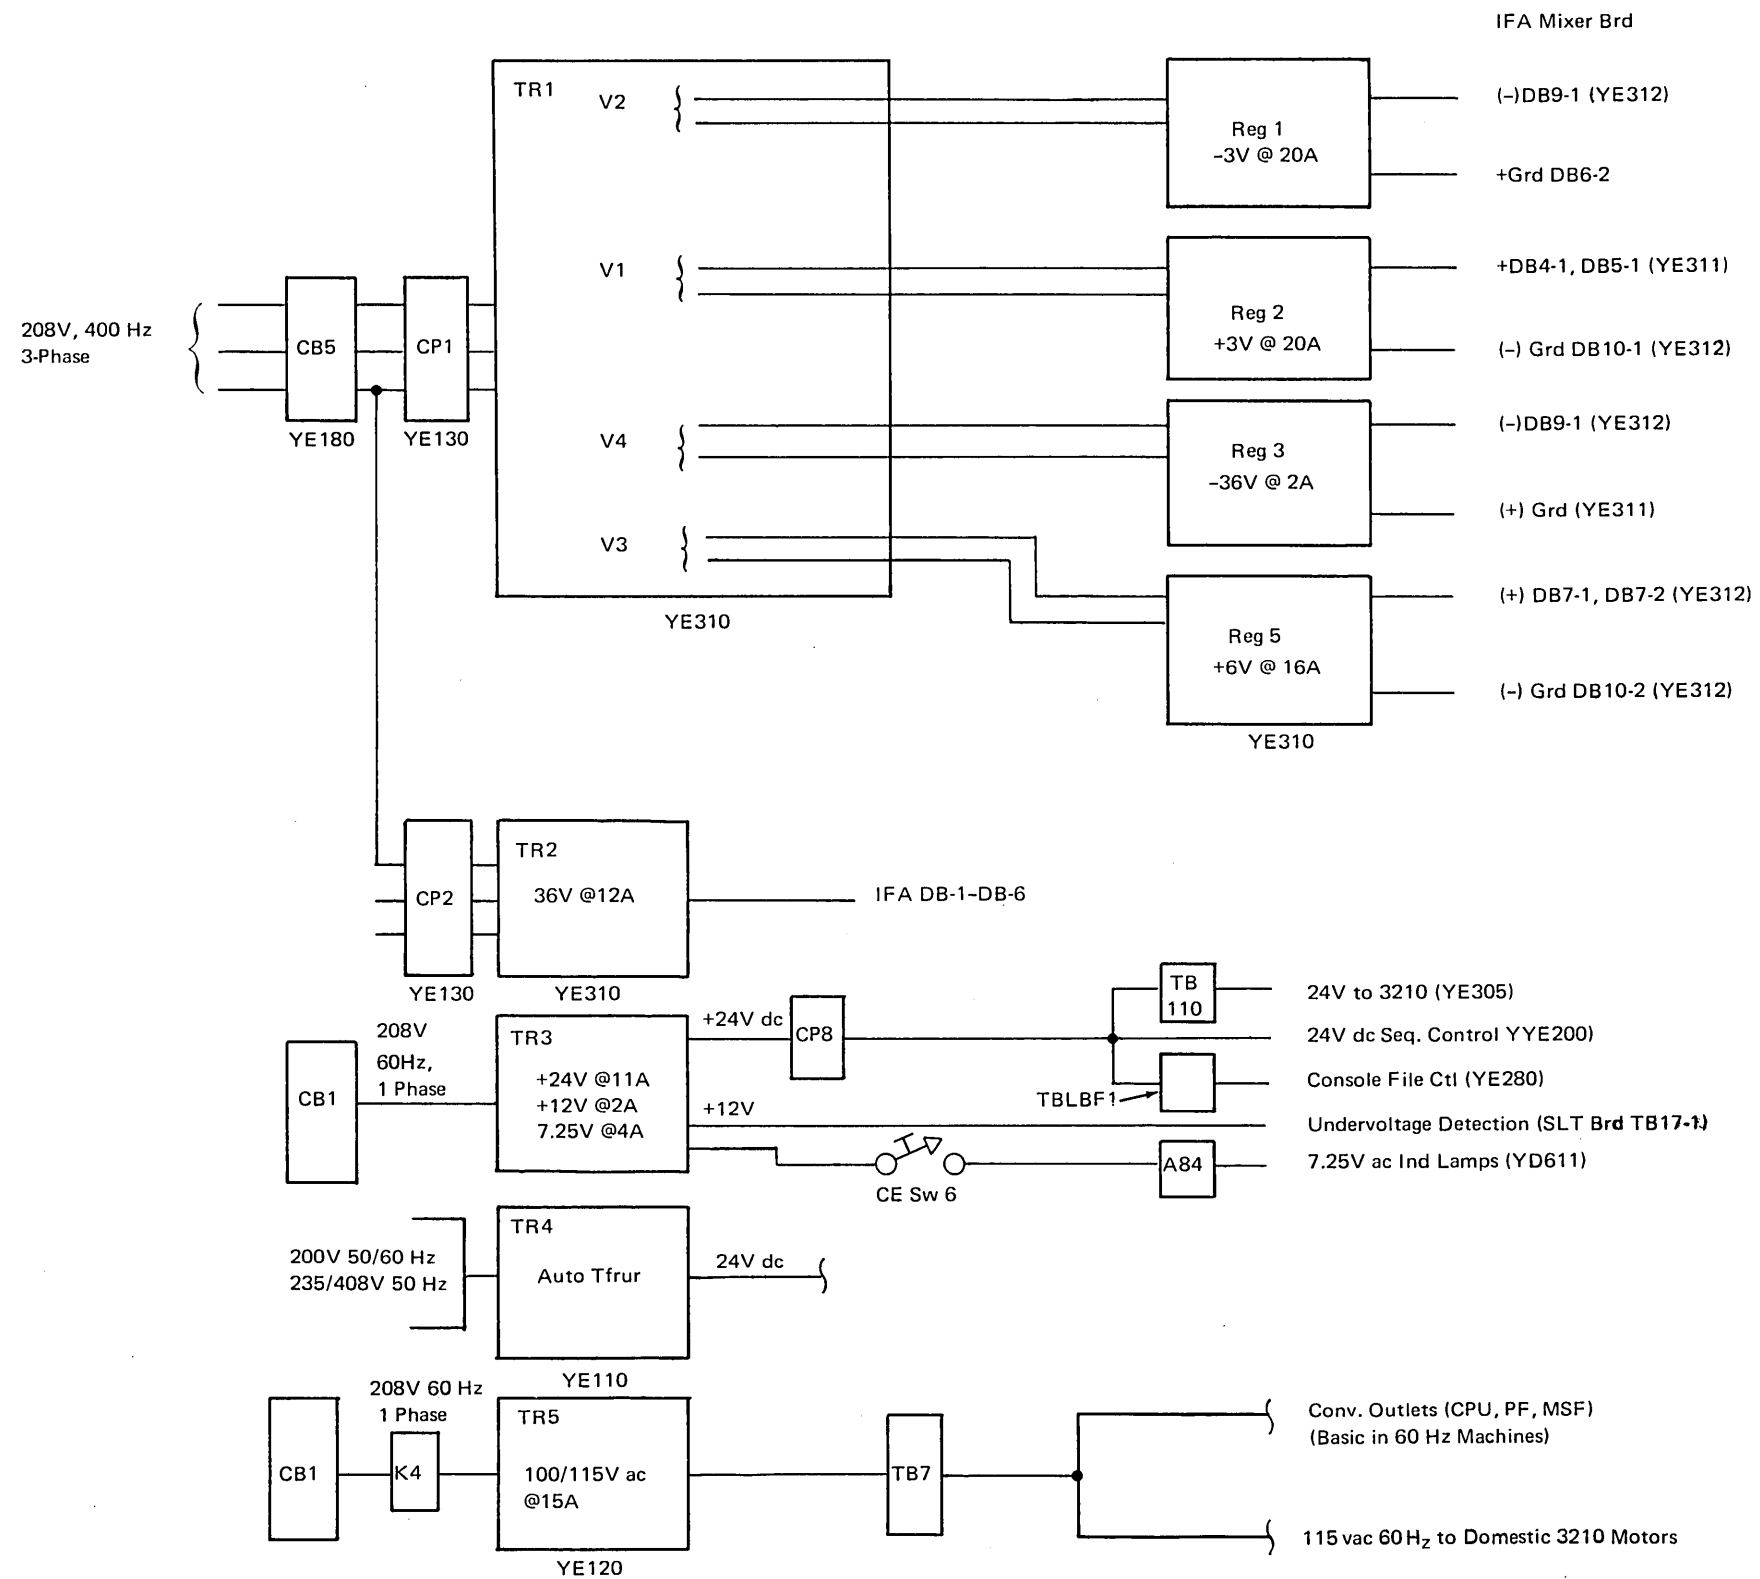 IFA Mixer Brd
TR1
V2
Reg 1
–3V @ 20A
(–)DB9-1 (YE312)
+Grd DB6-2
V1
Reg 2
+3V @ 20A
+DB4-1, DB5-1 (YE311)
(–) Grd DB10-1 (YE312)
208V, 400 Hz
3-Phase
CB5
YE180
CP1
YE130
V4
Reg 3
–36V @ 2A
(–)DB9-1 (YE312)
(+) Grd (YE311)
V3
YE310
Reg 5
+6V @ 16A
YE310
(+) DB7-1, DB7-2 (YE312)
(–) Grd DB10-2 (YE312)
CP2
YE130
TR2
36V @12A
YE310
IFA DB-1–DB-6
CB1
208V
60Hz,
1 Phase
TR3
+24V @11A
+12V @2A
7.25V @4A
+24V dc
CP8
+12V
CE Sw 6
TB
110
TBLBF1
A84
24V to 3210 (YE305)
24V dc Seq. Control YYE200)
Console File Ctl (YE280)
Undervoltage Detection (SLT Brd TB17-1)
7.25V ac Ind Lamps (YD611)
200V 50/60 Hz
235/408V 50 Hz
TR4
Auto Tfrur
YE110
24V dc
CB1
208V 60 Hz
1 Phase
K4
TR5
100/115V ac
@15A
YE120
TB7
Conv. Outlets (CPU, PF, MSF)
(Basic in 60 Hz Machines)
115 vac 60 Hz to Domestic 3210 Motors